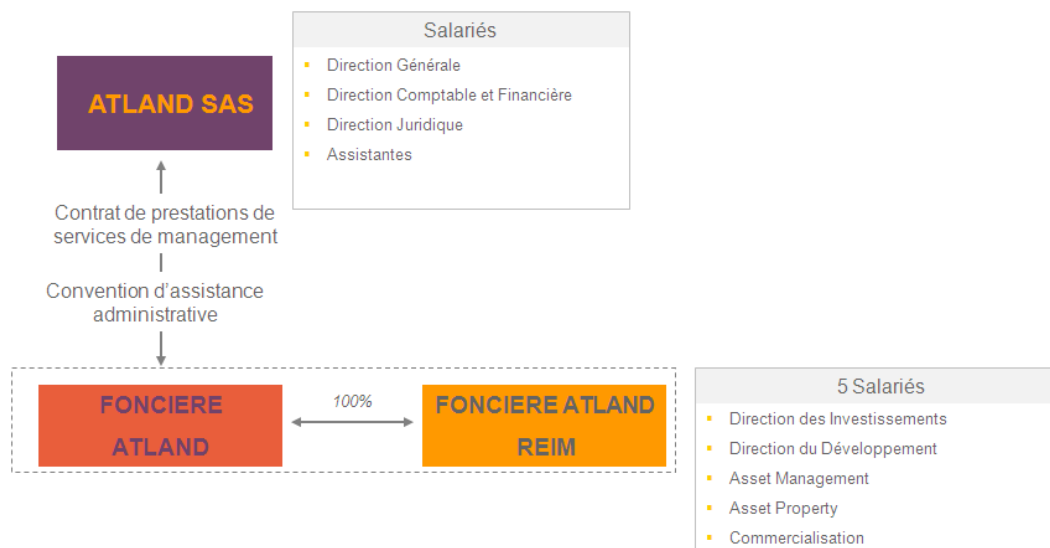 Salariés
Direction Générale
Direction Comptable et Financière
Direction Juridique
Assistantes
ATLAND SAS
Contrat de prestations de
services de management
Convention d'assistance
administrative
FONCIERE
ATLAND
100%
FONCIERE ATLAND
REIM
5 Salariés
Direction des Investissements
Direction du Développement
Asset Management
Asset Property
Commercialisation